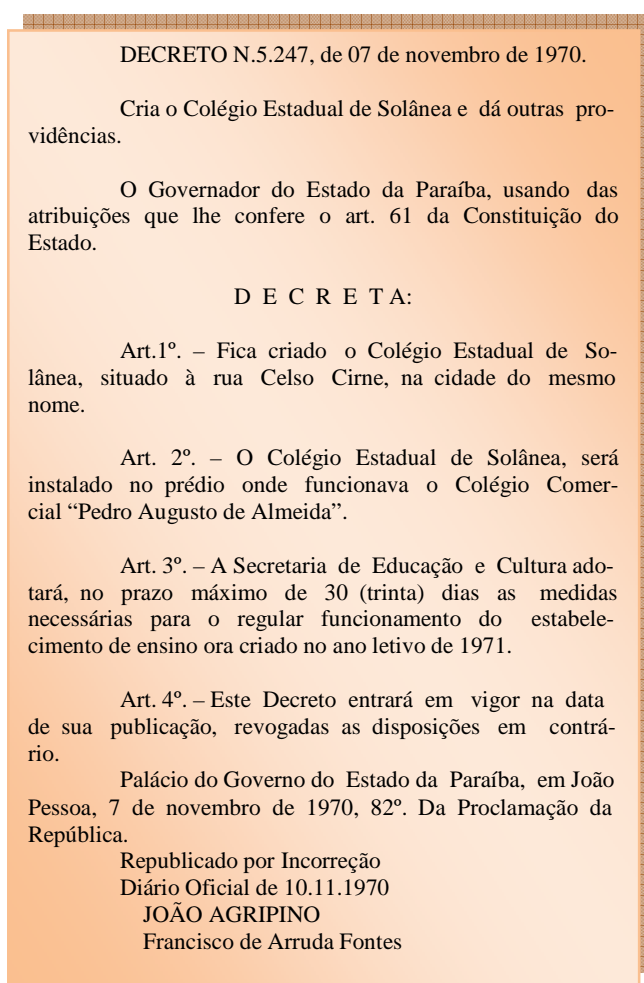 DECRETO N.5.247, de 07 de novembro de 1970.
Cria o Colégio Estadual de Solânea e dá outras pro-
vidências.
O Governador do Estado da Paraíba, usando das
atribuições que lhe confere o art. 61 da Constituição do
Estado.
D E C R E T A:
Art.1º. – Fica criado o Colégio Estadual de So-
lânea, situado à rua Celso Cirne, na cidade do mesmo
nome.
Art. 2º. – O Colégio Estadual de Solânea, será
instalado no prédio onde funcionava o Colégio Comer-
cial “Pedro Augusto de Almeida”.
Art. 3º. – A Secretaria de Educação e Cultura ado-
tará, no prazo máximo de 30 (trinta) dias as medidas
necessárias para o regular funcionamento do estabele-
cimento de ensino ora criado no ano letivo de 1971.
Art. 4º. – Este Decreto entrará em vigor na data
de sua publicação, revogadas as disposições em contrá-
rio.
Palácio do Governo do Estado da Paraíba, em João
Pessoa, 7 de novembro de 1970, 82º. Da Proclamação da
República.
Republicado por Incorreção
Diário Oficial de 10.11.1970
JOÃO AGRIPINO
Francisco de Arruda Fontes